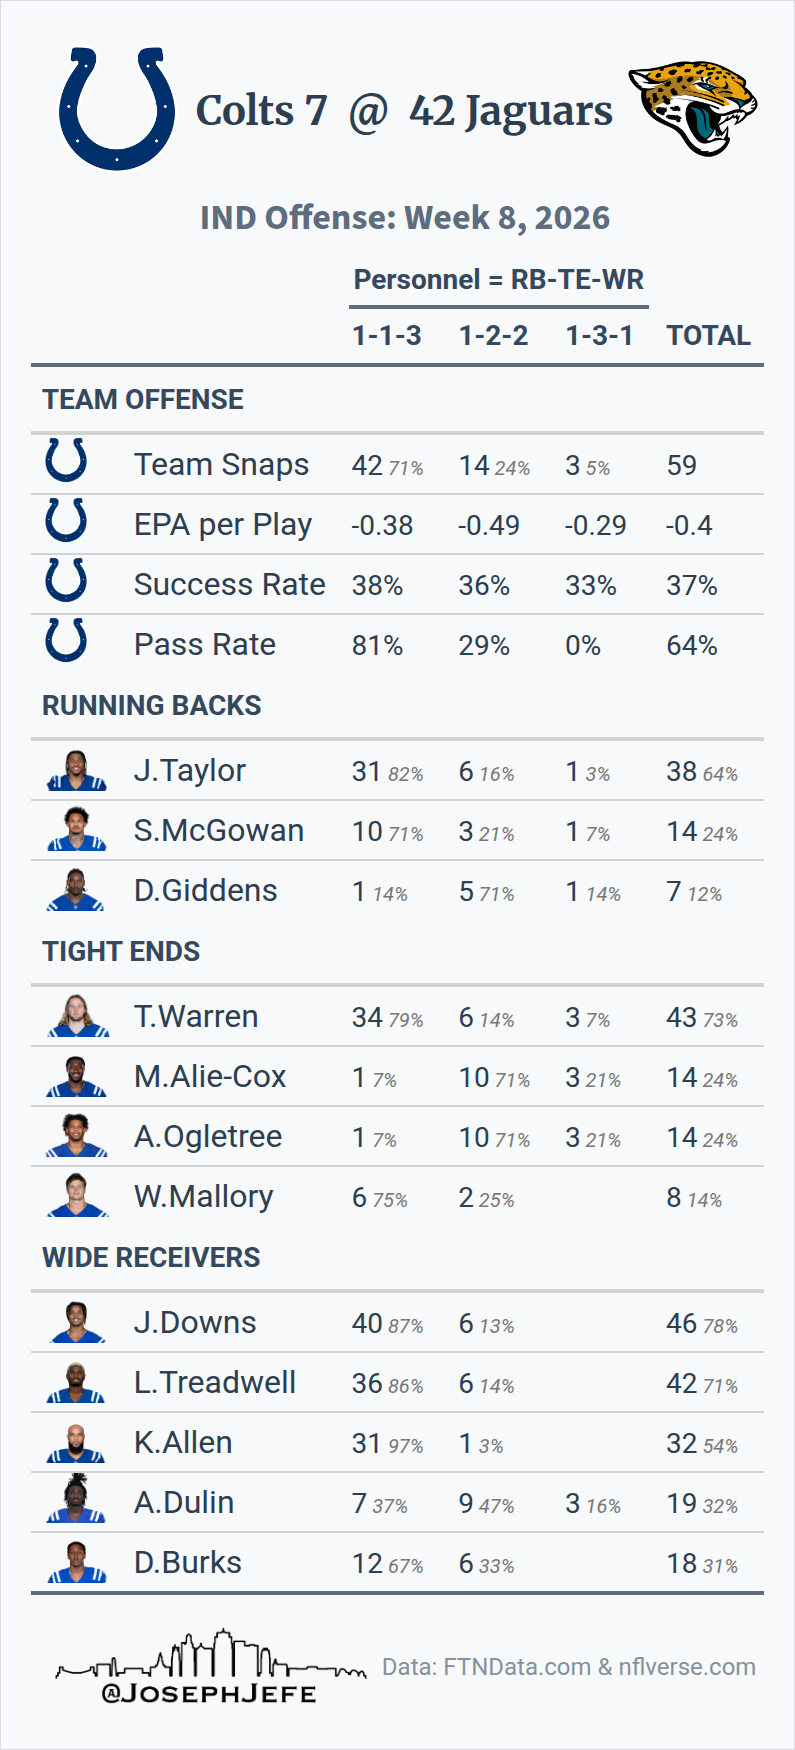 Colts 7 @ 42 Jaguars
IND Offense: Week 8, 2026
Personnel = RB-TE-WR
1-1-3 1-2-2 1-3-1 TOTAL
TEAM OFFENSE
Team Snaps 42 71% 14 24% 3 5% 59
EPA per Play -0.38 -0.49 -0.29 -0.4
Success Rate 38% 36% 33% 37%
Pass Rate 81% 29% 0% 64%
RUNNING BACKS
J.Taylor 31 82% 6 16% 1 3% 38 64%
S.McGowan 10 71% 3 21% 1 7% 14 24%
D.Giddens 1 14% 5 71% 1 14% 7 12%
TIGHT ENDS
T.Warren 34 79% 6 14% 3 7% 43 73%
M.Alie-Cox 1 7% 10 71% 3 21% 14 24%
A.Ogletree 1 7% 10 71% 3 21% 14 24%
W.Mallory 6 75% 2 25% 8 14%
WIDE RECEIVERS
J.Downs 40 87% 6 13% 46 78%
L.Treadwell 36 86% 6 14% 42 71%
K.Allen 31 97% 1 3% 32 54%
A.Dulin 7 37% 9 47% 3 16% 19 32%
D.Burks 12 67% 6 33% 18 31%
@JOSEPHJEFE
Data: FTNData.com & nflverse.com